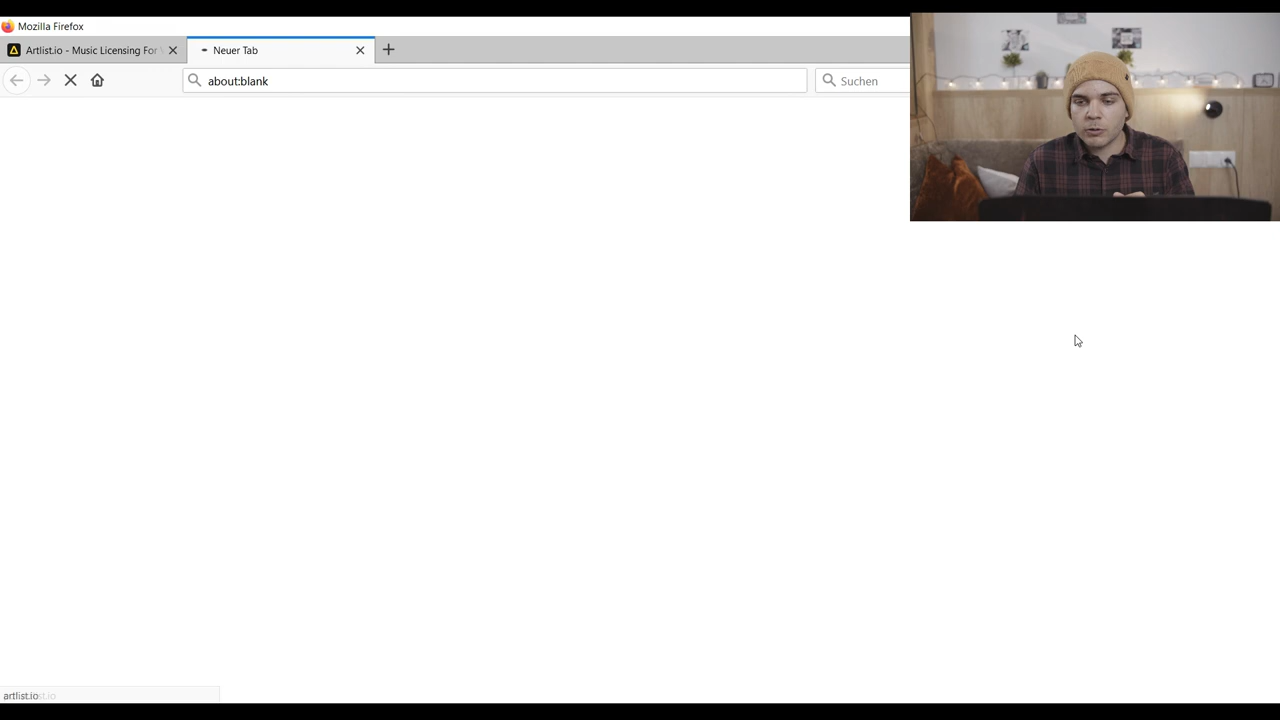 Mozilla Firefox
Artlist.io - Music Licensing For
Neuer Tab
about:blank
Suchen
artlist.io